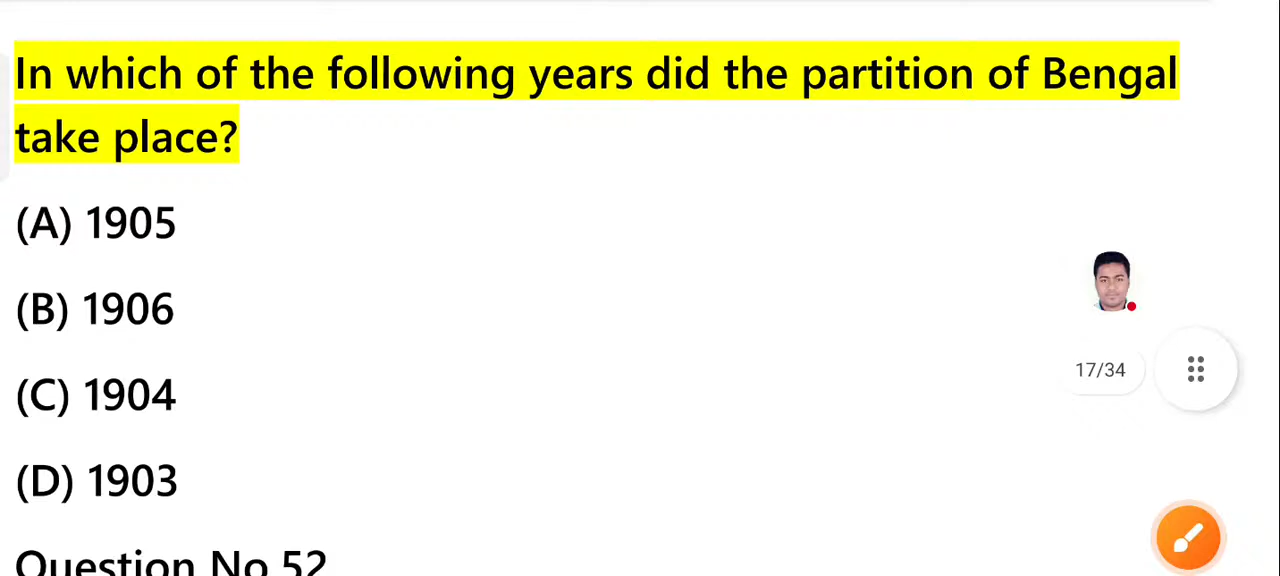 In which of the following years did the partition of Bengal
take place?
(A) 1905
(B) 1906
(C) 1904
(D) 1903
17/34
Question No 52